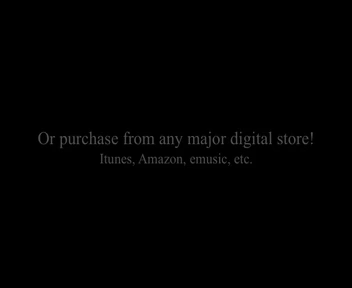 Or purchase from any major digital store!
Itunes, Amazon, emusic, etc.